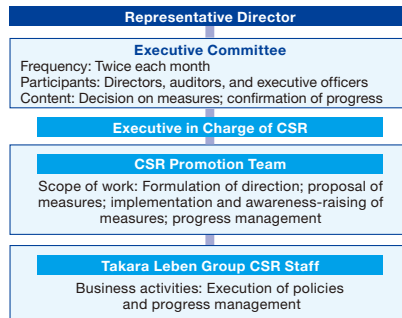 Representative Director
Executive Committee
Frequency: Twice each month
Participants: Directors, auditors, and executive officers
Content: Decision on measures; confirmation of progress
Executive in Charge of CSR
CSR Promotion Team
Scope of work: Formulation of direction; proposal of
measures; implementation and awareness-raising of
measures; progress management
Takara Leben Group CSR Staff
Business activities: Execution of policies
and progress management